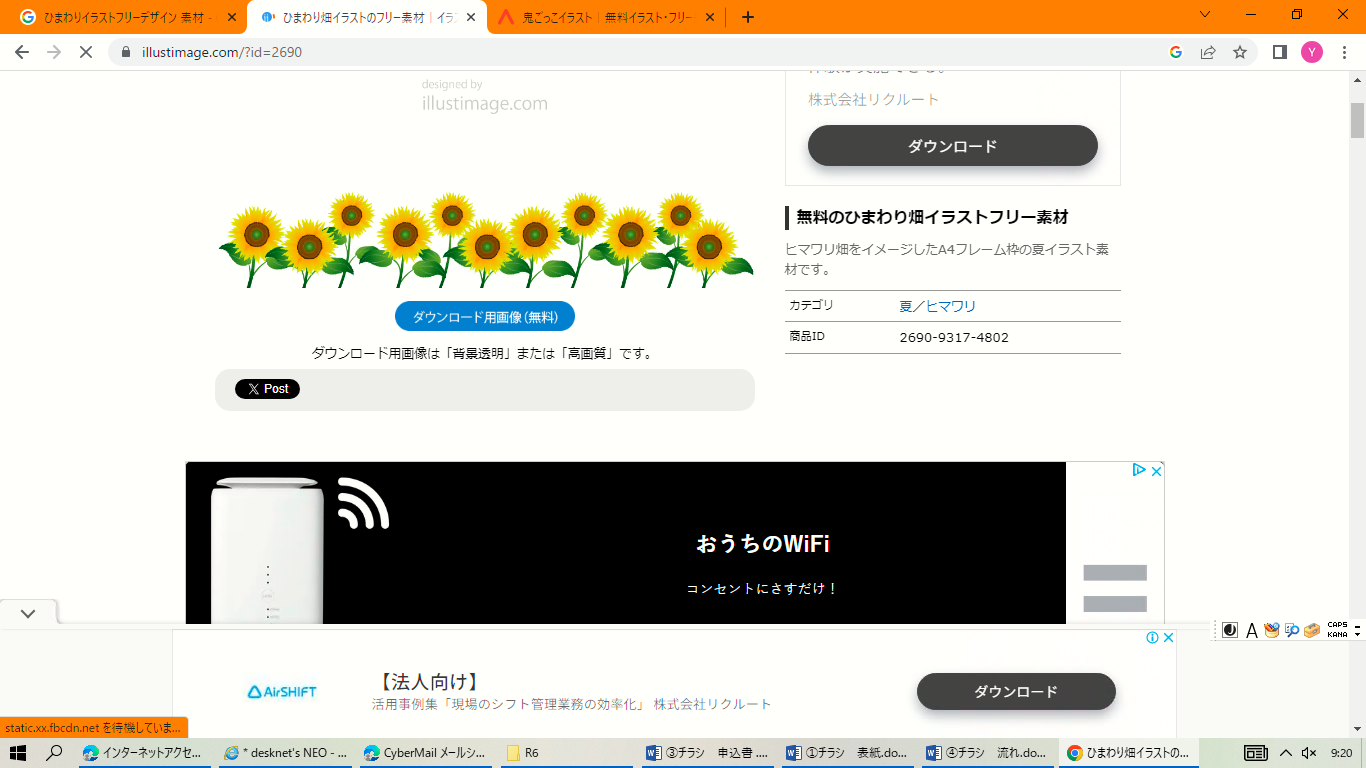 ひまわりイラストフリーデザイン 素材 -
ひまわり畑イラストのフリー素材｜イラ
鬼ごっこイラスト｜無料イラスト・フリー
illustimage.com/?id=2690
Y
designed by
illustimage.com
株式会社リクルート
ダウンロード
無料のひまわり畑イラストフリー素材
ヒマワリ畑をイメージしたA4フレーム枠の夏イラスト素
材です。
カテゴリ 夏／ヒマワリ
商品ID 2690-9317-4802
ダウンロード用画像(無料)
ダウンロード用画像は「背景透明」または「高画質」です。
X Post
おうちのWiFi
コンセントにさすだけ！
A CAPS
KANA
AirSHIFT
【法人向け】
活用事例集「現場のシフト管理業務の効率化」 株式会社リクルート
ダウンロード
static.xx.fbcdn.net を待機していま...
インターネットアクセ...
* desknet's NEO - ...
CyberMail メールシ...
R6
③チラシ　申込書 ....
①チラシ　表紙.do...
④チラシ　流れ.do...
ひまわり畑イラストの...
9:20